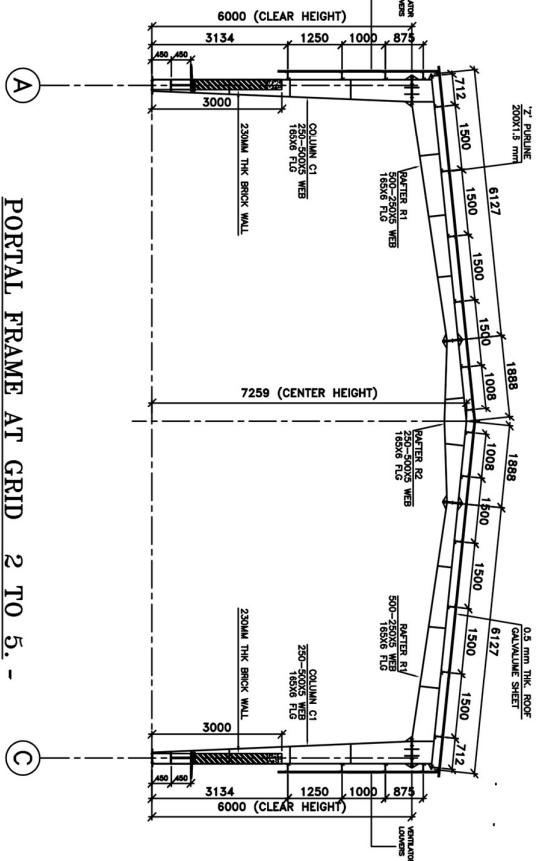 6000 (CLEAR HEIGHT)
3134
1250
1000
875
450
450
3000
A
230MM THK BRICK WALL
COLUMN C1
250-500X5 WEB
165X6 FLG
RAFTER R1
500-250X5 WEB
165X6 FLG
'Z' PURLINE
200X1.5 mm
712
1500
6127
1500
1500
1500
1888
1008
7259 (CENTER HEIGHT)
RAFTER R2
250-500X5 WEB
165X6 FLG
1008
1888
1500
1500
1500
6127
1500
712
0.5 mm THK. ROOF
GALVALUME SHEET
RAFTER R1
500-250X5 WEB
165X6 FLG
COLUMN C1
250-500X5 WEB
165X6 FLG
230MM THK BRICK WALL
3000
450
450
3134
1250
1000
875
6000 (CLEAR HEIGHT)
VENTILATOR
LOUVERS
C
PORTAL FRAME AT GRID 2 TO 5. -